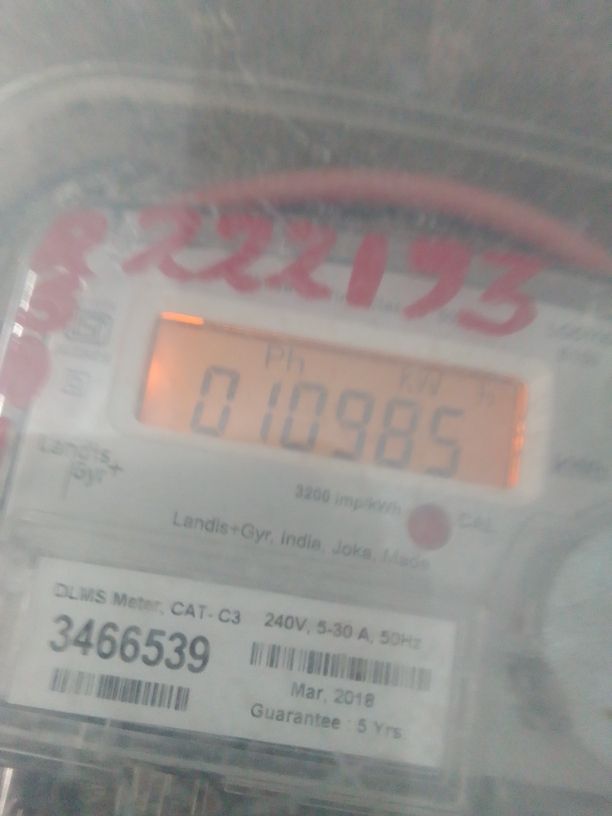 222193
Ph kW h
010985
Landis+
Gyr+
3200 imp/kWh
CAL
Landis+Gyr, India, Joka, Made
DLMS Meter, CAT- C3 240V, 5-30 A, 50Hz
3466539
Mar, 2018
Guarantee : 5 Yrs.